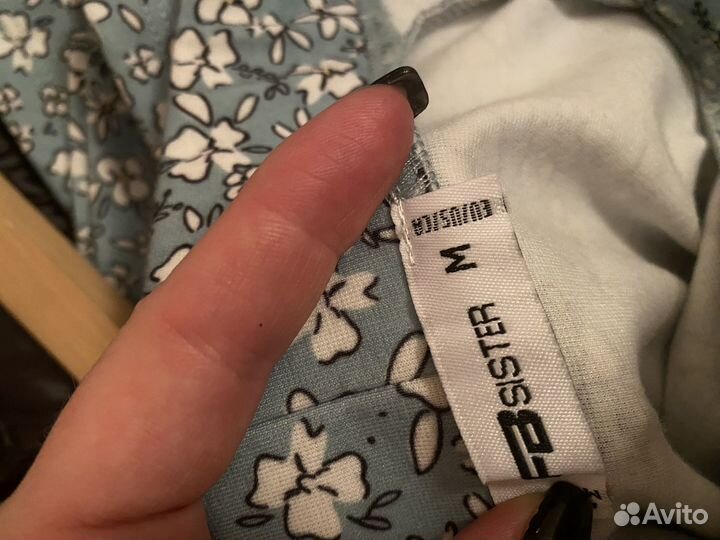 FB SISTER
M
EU/US/CA
Avito